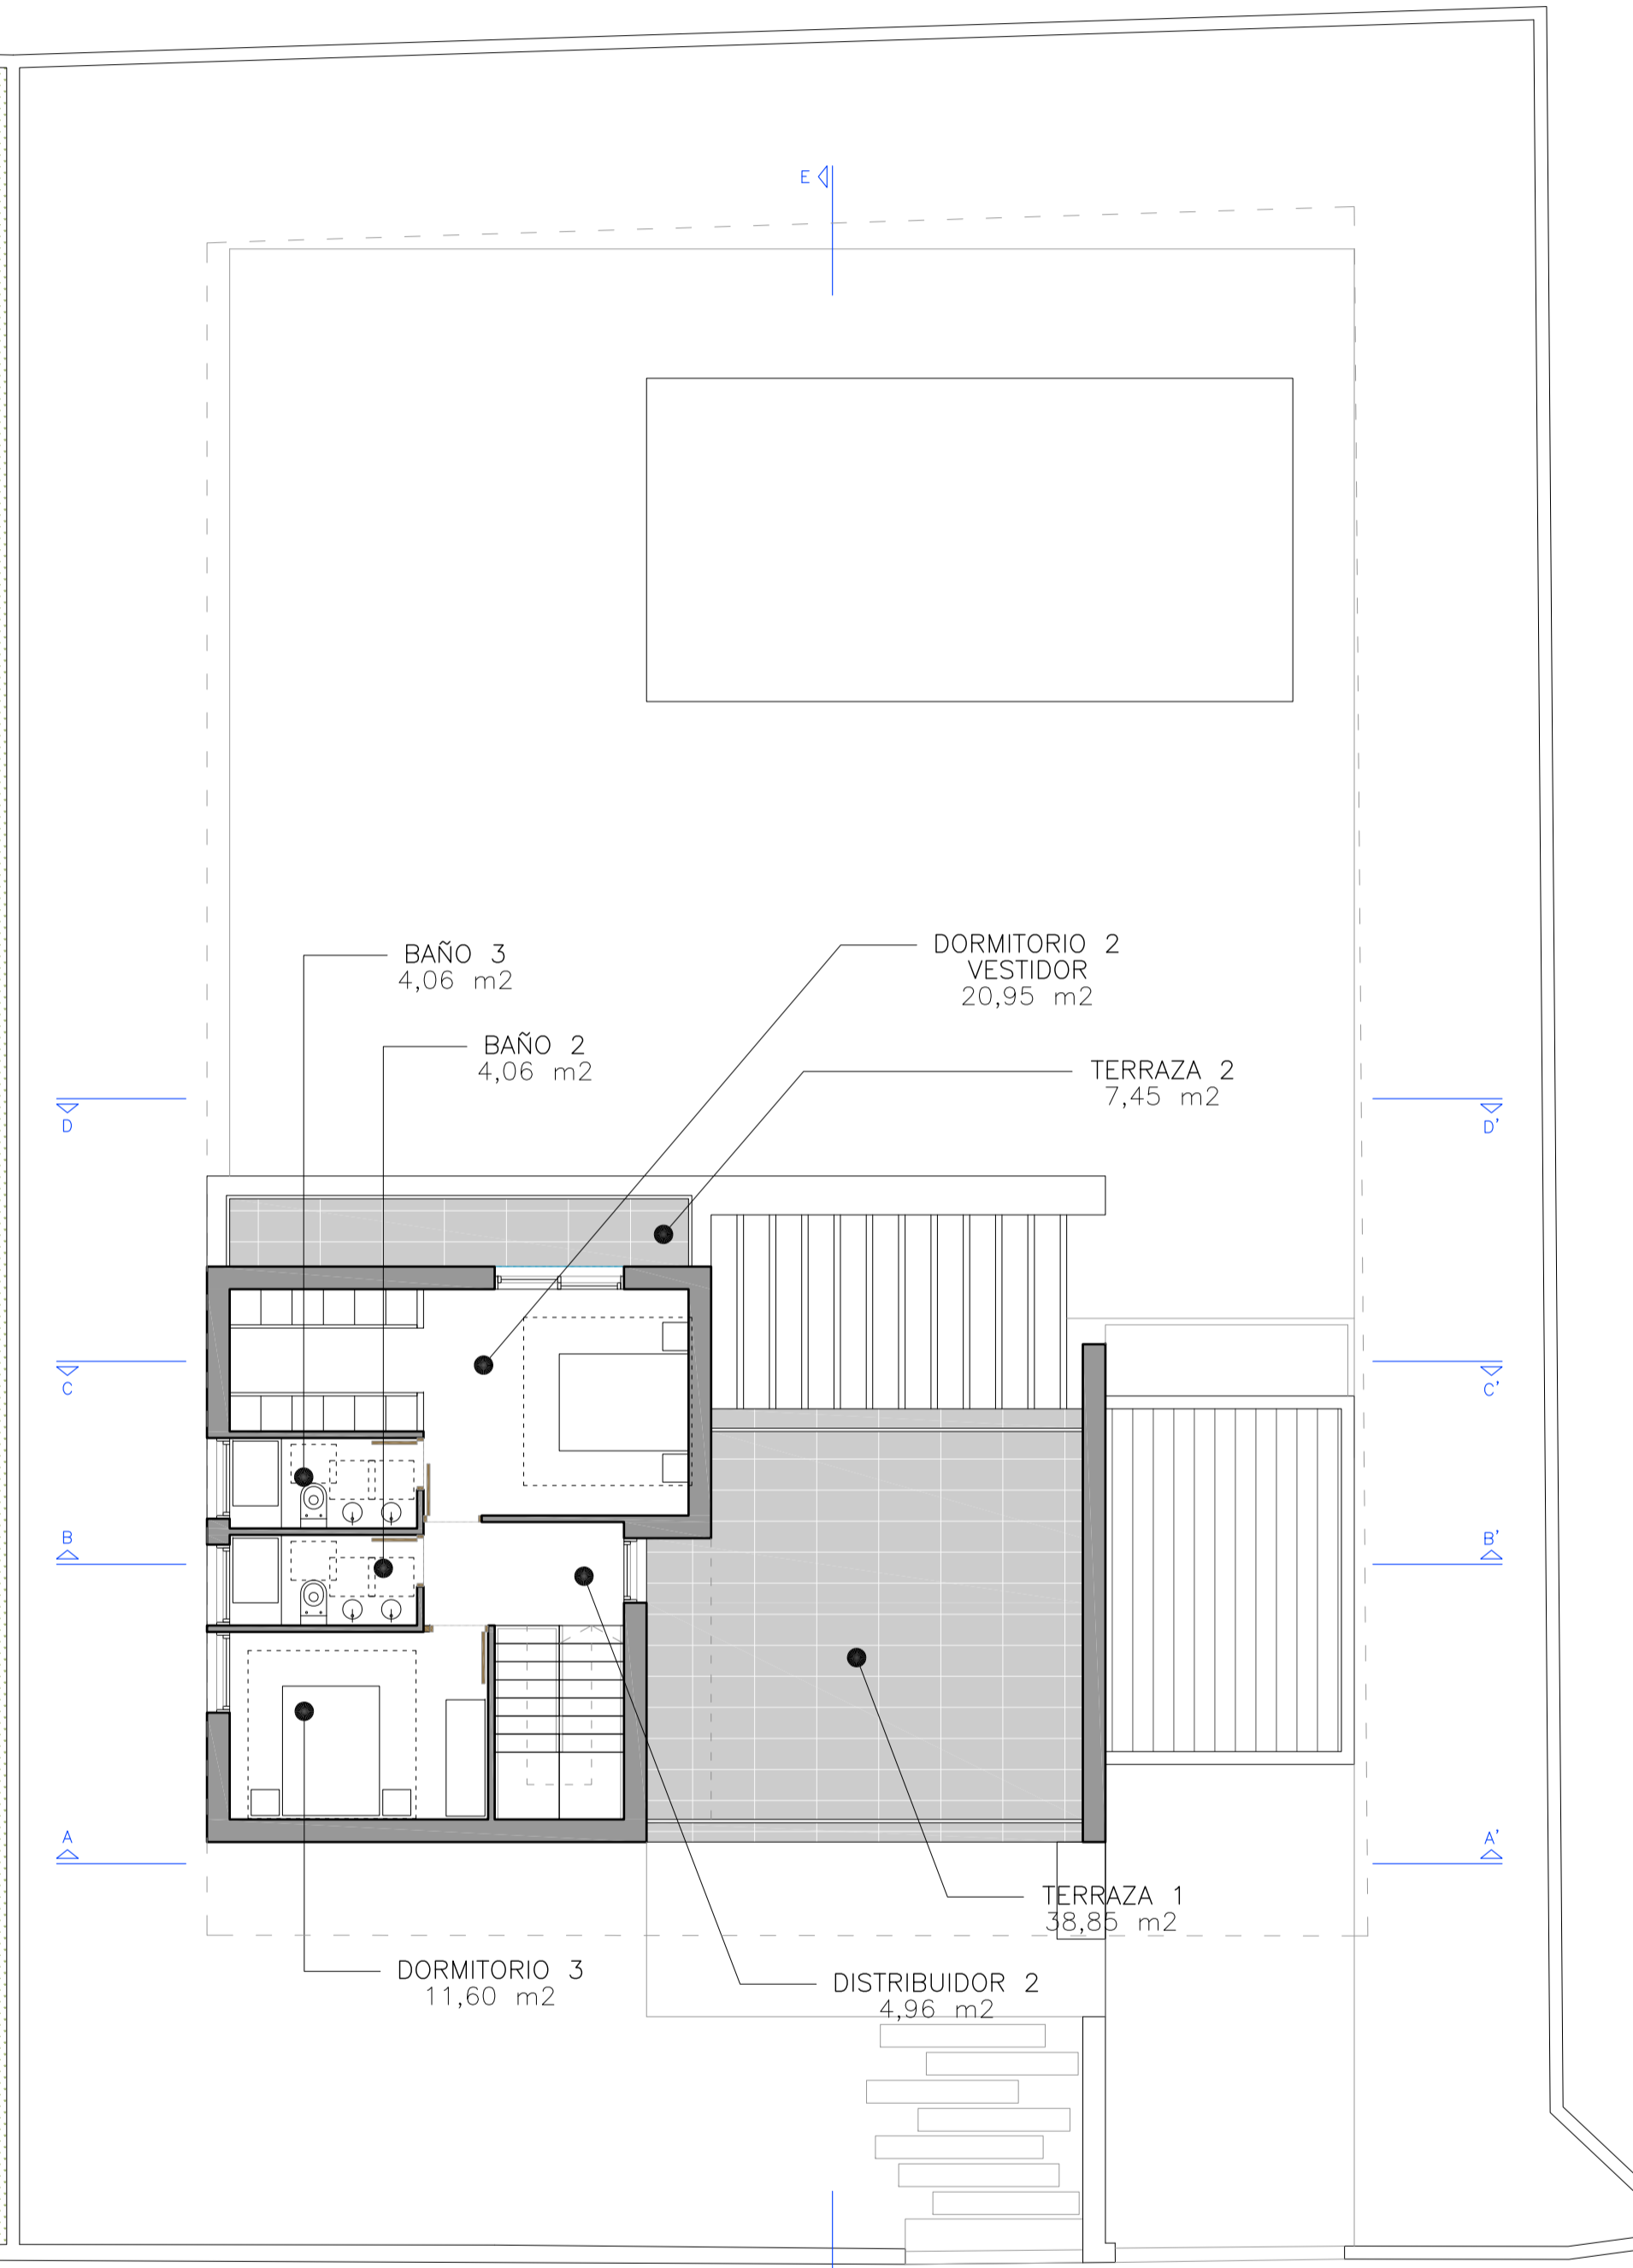 E
BAÑO 3
4,06 m2
DORMITORIO 2
VESTIDOR
20,95 m2
BAÑO 2
4,06 m2
TERRAZA 2
7,45 m2
D
D'
C
C'
B
B'
A
A'
TERRAZA 1
38,85 m2
DORMITORIO 3
11,60 m2
DISTRIBUIDOR 2
4,96 m2